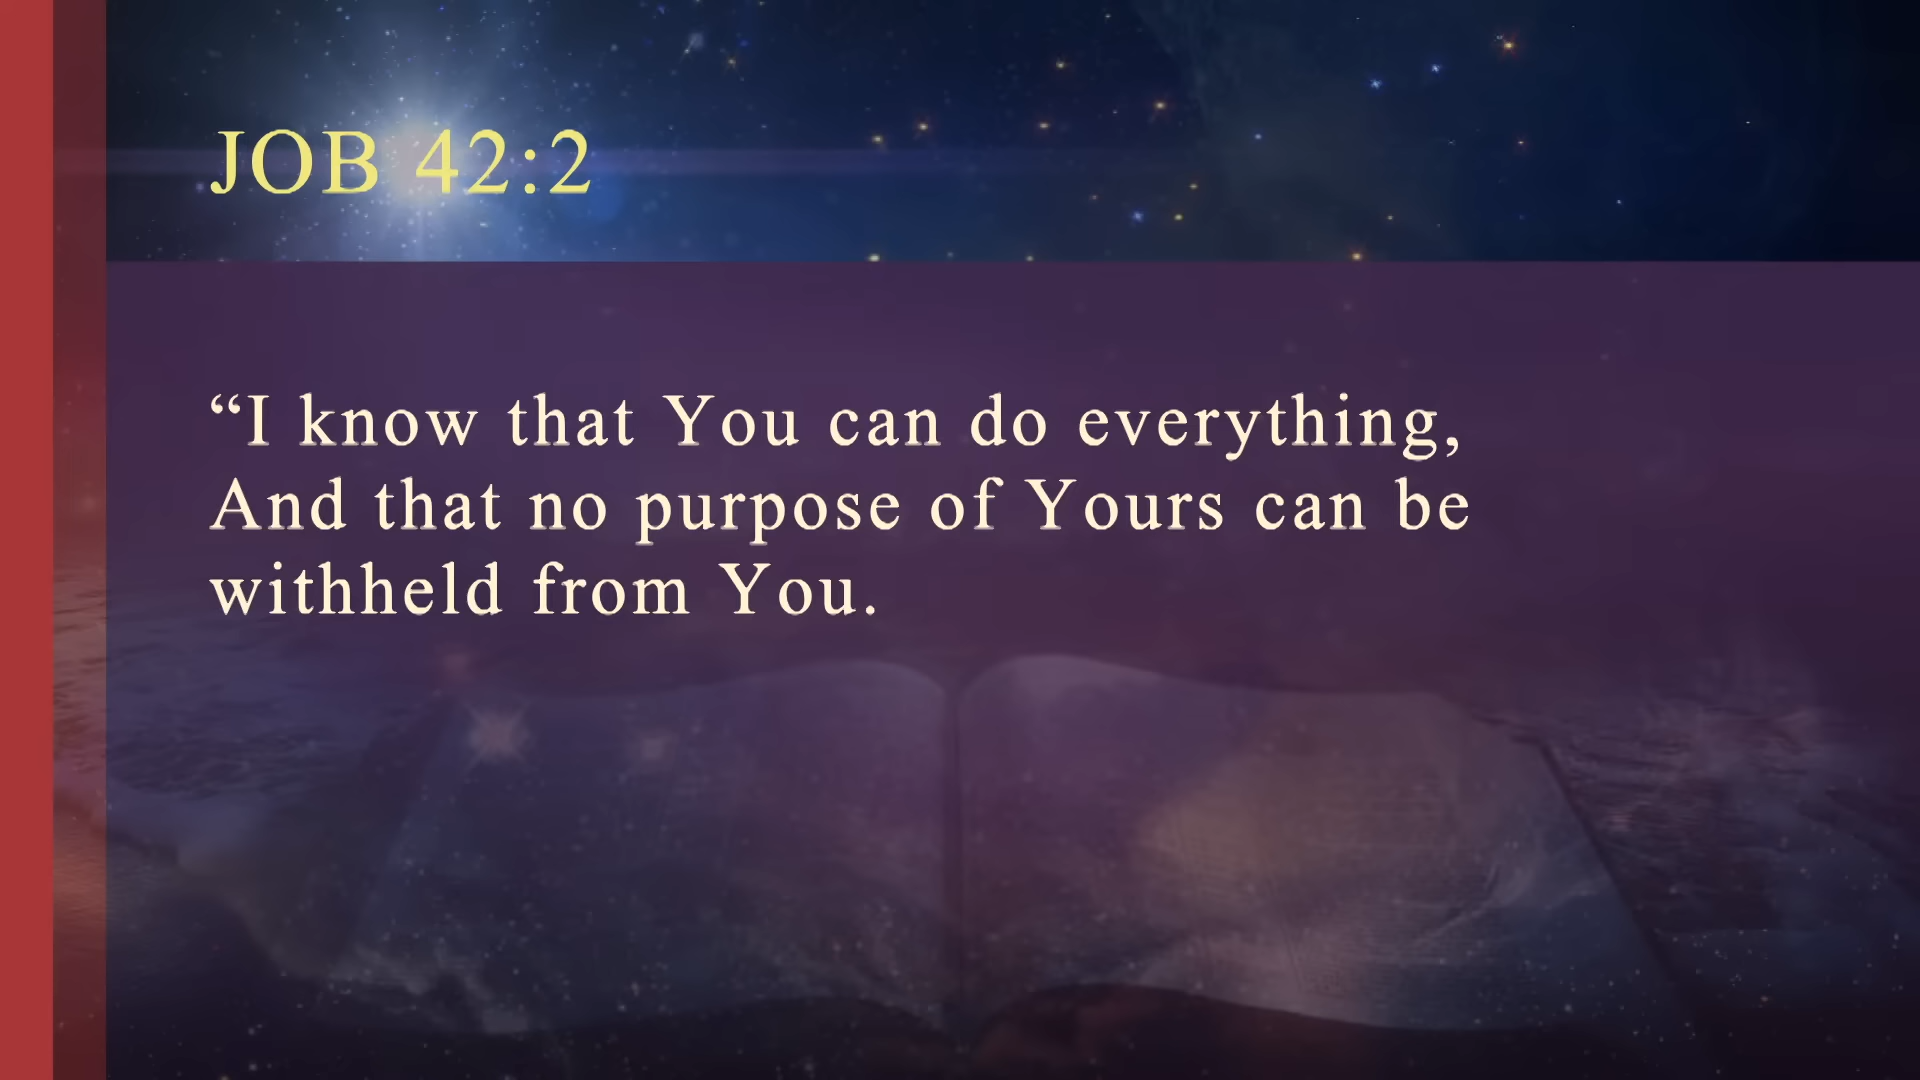 JOB 42:2
“I know that You can do everything,
And that no purpose of Yours can be
withheld from You.